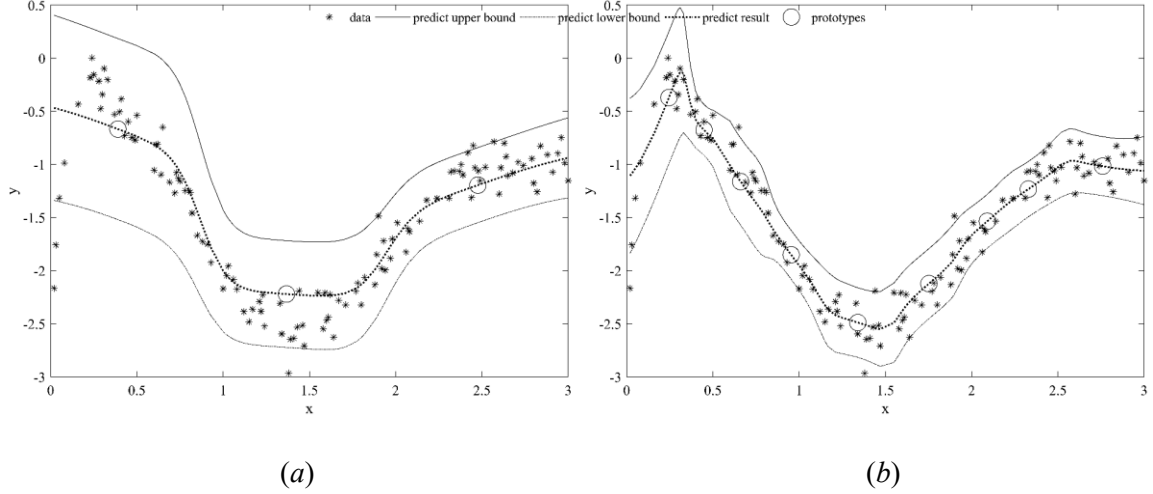 data predict upper bound predict lower bound predict result prototypes
0.5 0.5
0 0
-0.5 -0.5
-1 -1
y y
-1.5 -1.5
-2 -2
-2.5 -2.5
-3 -3
0 0.5 1 1.5 2 2.5 3 0 0.5 1 1.5 2 2.5 3
x x
(a) (b)